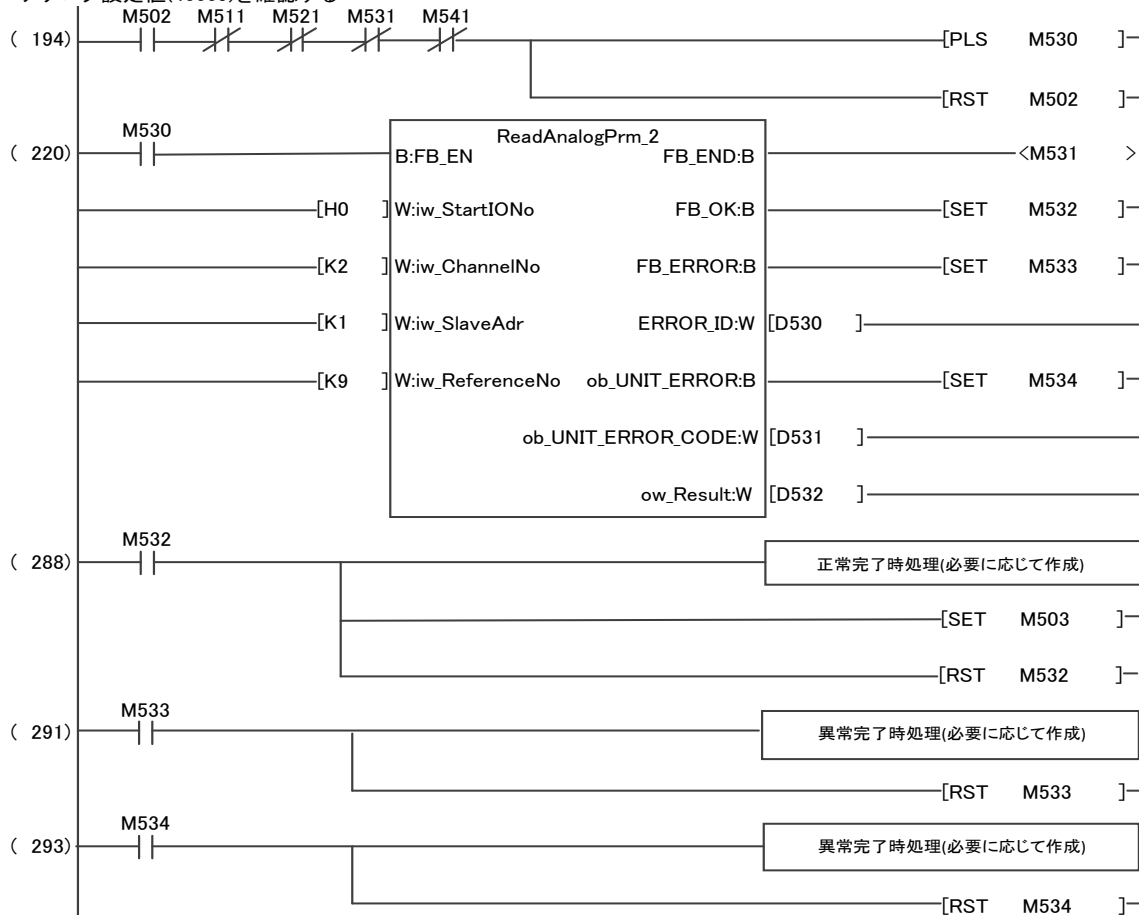 M502 M511 M521 M531 M541
( 194) [PLS M530 ]
[RST M502 ]
M530
ReadAnalogPrm_2
( 220) B:FB_EN FB_END:B <M531 >
[H0 ] W:iw_StartIONo FB_OK:B [SET M532 ]
[K2 ] W:iw_ChannelNo FB_ERROR:B [SET M533 ]
[K1 ] W:iw_SlaveAdr ERROR_ID:W [D530 ]
[K9 ] W:iw_ReferenceNo ob_UNIT_ERROR:B [SET M534 ]
ob_UNIT_ERROR_CODE:W [D531 ]
ow_Result:W [D532 ]
M532
( 288) 正常完了時処理(必要に応じて作成)
[SET M503 ]
[RST M532 ]
M533
( 291) 異常完了時処理(必要に応じて作成)
[RST M533 ]
M534
( 293) 異常完了時処理(必要に応じて作成)
[RST M534 ]